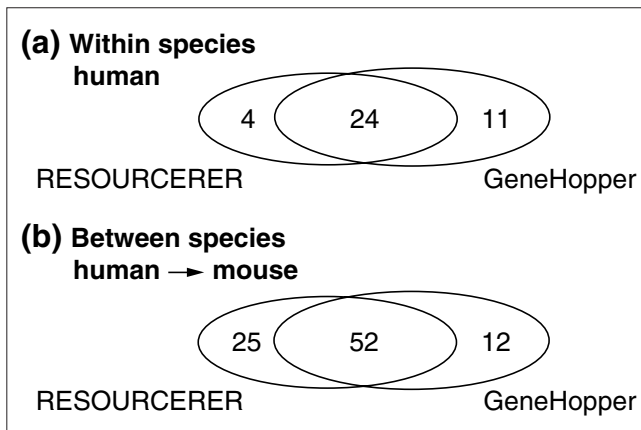 (a) Within species
human
4 24 11
RESOURCERER GeneHopper
(b) Between species
human → mouse
25 52 12
RESOURCERER GeneHopper